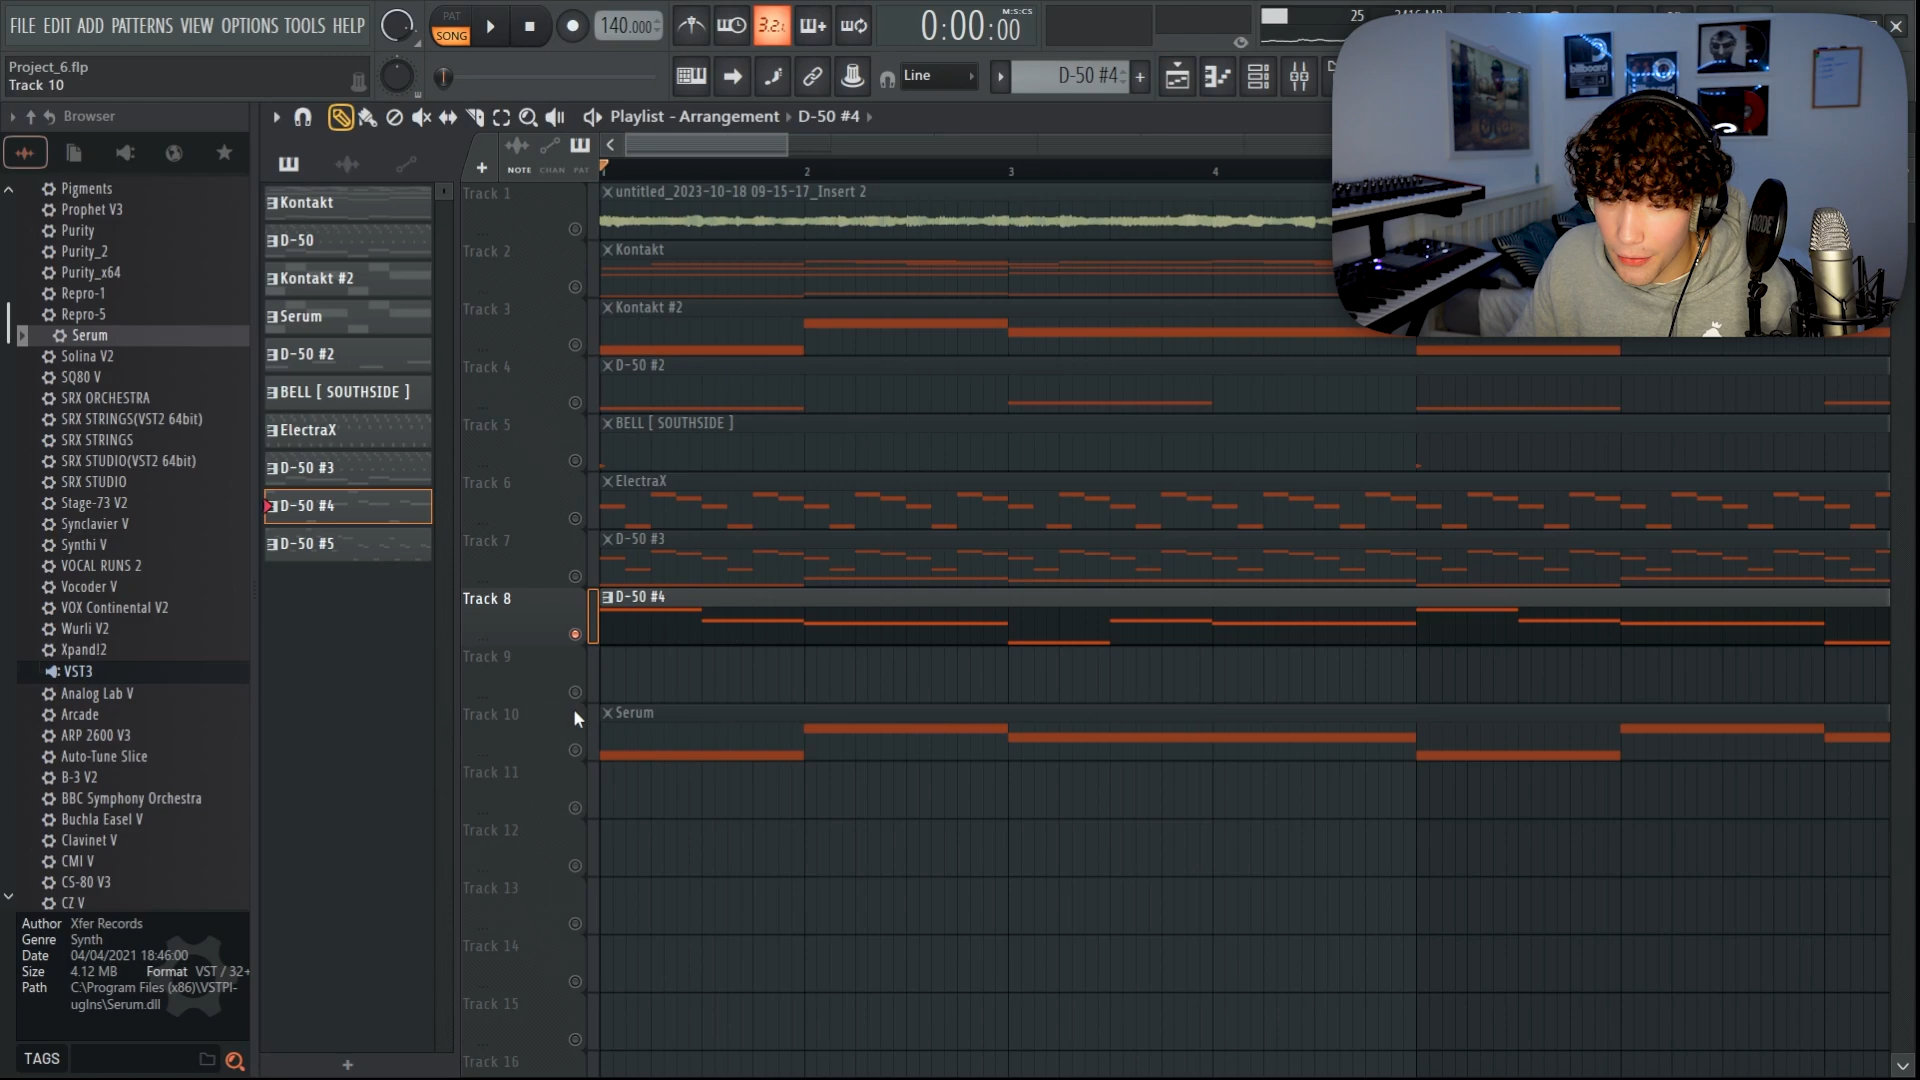 FILE EDIT ADD PATTERNS VIEW OPTIONS TOOLS HELP
PAT
SONG
140.000
3.2.
0:00:00
M:S:CS
25
Project_6.flp
Track 10
Line
D-50 #4
Browser
Playlist - Arrangement
D-50 #4
NOTE CHAN PAT
1
2
3
4
Pigments
Prophet V3
Purity
Purity_2
Purity_x64
Repro-1
Repro-5
Serum
Solina V2
SQ80 V
SRX ORCHESTRA
SRX STRINGS(VST2 64bit)
SRX STRINGS
SRX STUDIO(VST2 64bit)
SRX STUDIO
Stage-73 V2
Synclavier V
Synthi V
VOCAL RUNS 2
Vocoder V
VOX Continental V2
Wurli V2
Xpand!2
VST3
Analog Lab V
Arcade
ARP 2600 V3
Auto-Tune Slice
B-3 V2
BBC Symphony Orchestra
Buchla Easel V
Clavinet V
CMI V
CS-80 V3
CZ V
Author Xfer Records
Genre Synth
Date 04/04/2021 18:46:00
Size 4.12 MB Format VST / 32+
Path C:\Program Files (x86)\VSTPl-
ugins\Serum.dll
TAGS
Kontakt
D-50
Kontakt #2
Serum
D-50 #2
BELL [ SOUTHSIDE ]
ElectraX
D-50 #3
D-50 #4
D-50 #5
Track 1
untitled_2023-10-18 09-15-17_Insert 2
Track 2
Kontakt
Track 3
Kontakt #2
Track 4
D-50 #2
Track 5
BELL [ SOUTHSIDE ]
Track 6
ElectraX
Track 7
D-50 #3
Track 8
D-50 #4
Track 9
Track 10
Serum
Track 11
Track 12
Track 13
Track 14
Track 15
Track 16
billboard
RODE